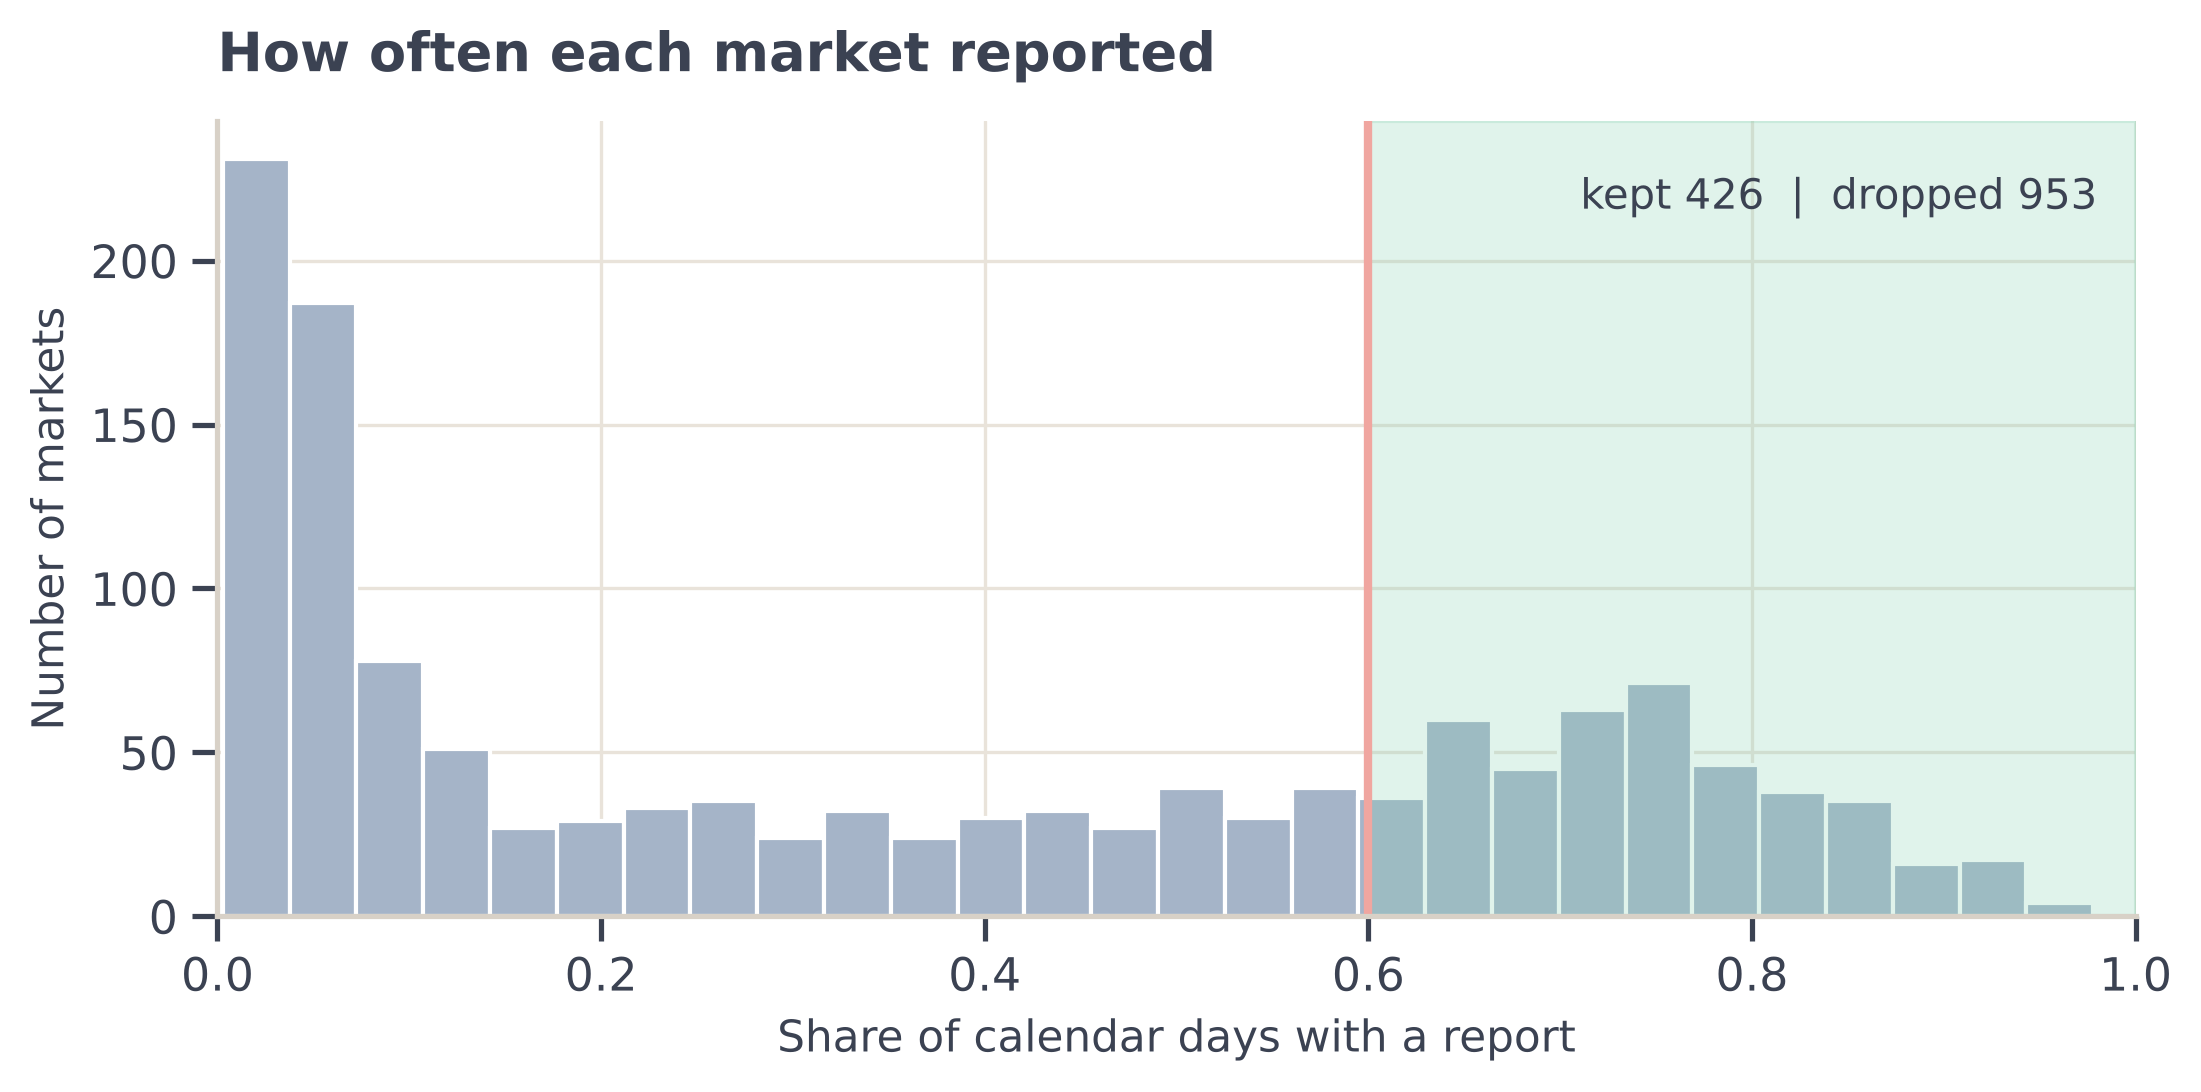 How often each market reported
kept 426 | dropped 953
Number of markets
200
150
100
50
0
0.0 0.2 0.4 0.6 0.8 1.0
Share of calendar days with a report